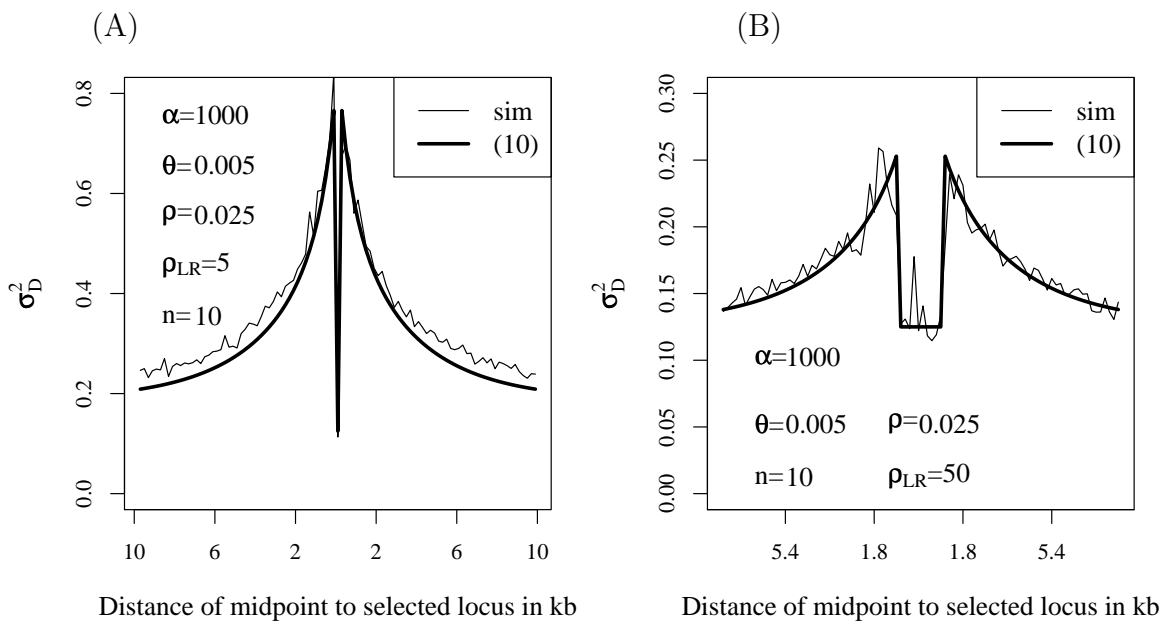 (A)
(B)
sim
(10)
α=1000
θ=0.005
ρ=0.025
ρLR=5
n=10
0.0
0.2
0.4
0.6
0.8
σ²D
10
6
2
2
6
10
Distance of midpoint to selected locus in kb
sim
(10)
α=1000
θ=0.005
ρ=0.025
n=10
ρLR=50
0.00
0.05
0.10
0.15
0.20
0.25
0.30
σ²D
5.4
1.8
1.8
5.4
Distance of midpoint to selected locus in kb